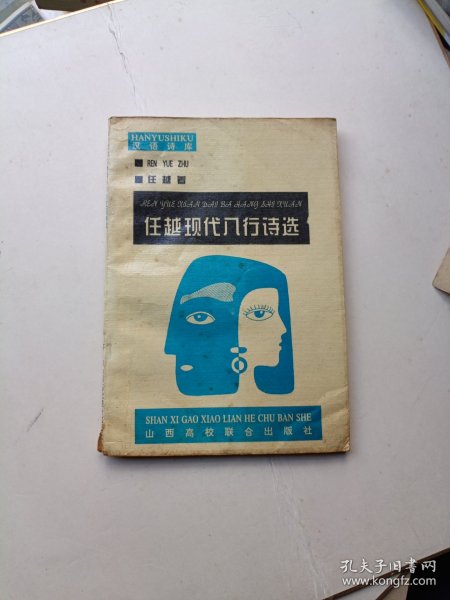 HANYUSHIKU
汉语诗库
REN YUE ZHU
任越著
REN YUE XIAN DAI BA HANG SHI XUAN
任越现代八行诗选
SHAN XI GAO XIAO LIAN HE CHU BAN SHE
山西高校联合出版社
孔夫子旧书网
www.kongfz.com